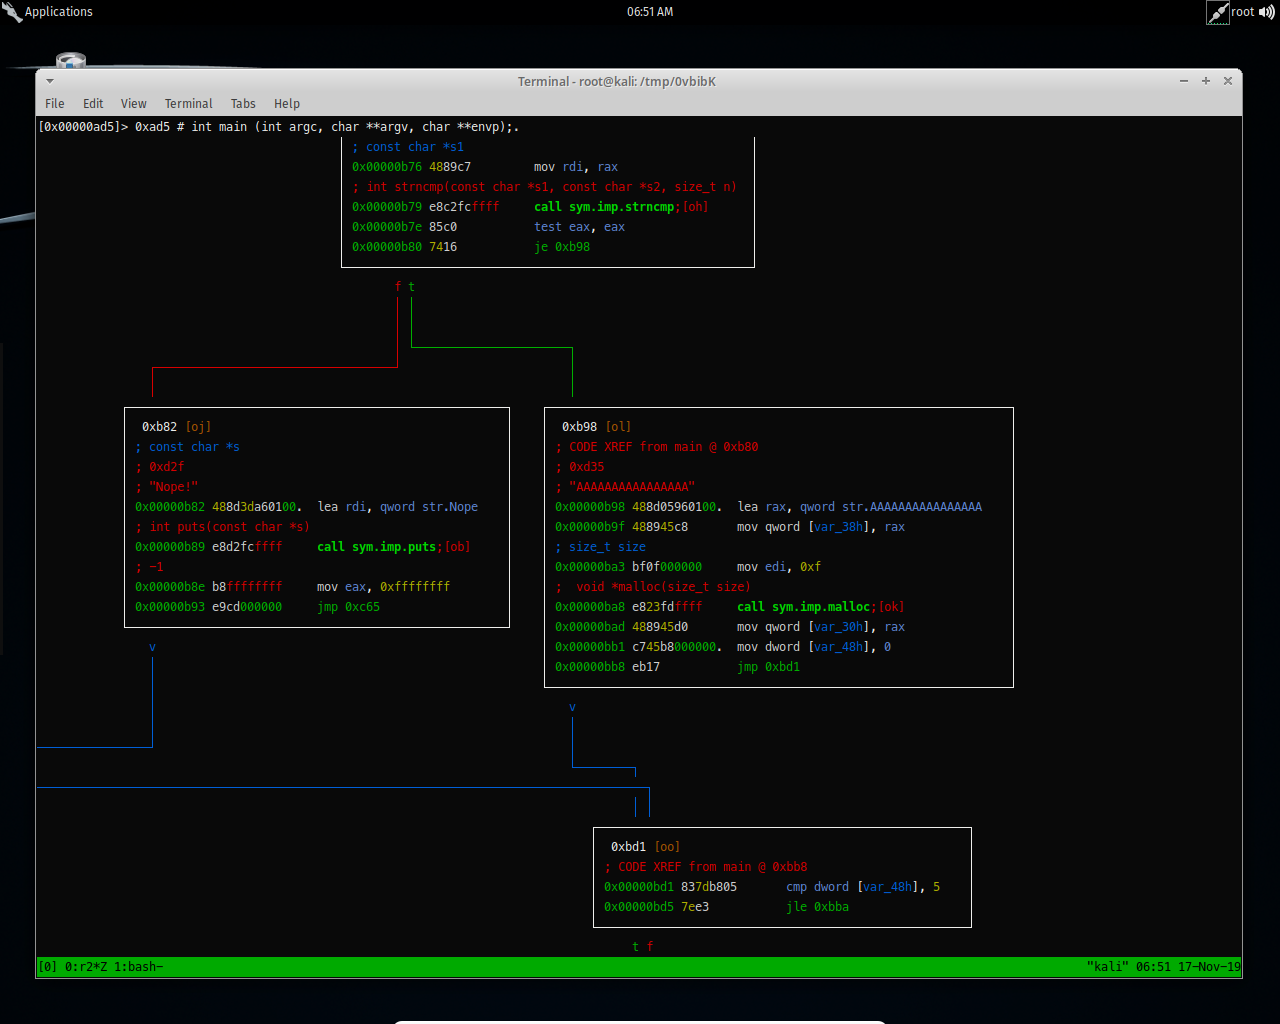 Applications
06:51 AM
root
Terminal - root@kali: /tmp/0vbibK
File Edit View Terminal Tabs Help
[0x00000ad5]> 0xad5 # int main (int argc, char **argv, char **envp);.
; const char *s1
0x00000b76 4889c7 mov rdi, rax
; int strncmp(const char *s1, const char *s2, size_t n)
0x00000b79 e8c2fcffff call sym.imp.strncmp;[oh]
0x00000b7e 85c0 test eax, eax
0x00000b80 7416 je 0xb98
f t
0xb82 [oj]
; const char *s
; 0xd2f
; "Nope!"
0x00000b82 488d3da60100. lea rdi, qword str.Nope
; int puts(const char *s)
0x00000b89 e8d2fcffff call sym.imp.puts;[ob]
; -1
0x00000b8e b8ffffffff mov eax, 0xffffffff
0x00000b93 e9cd000000 jmp 0xc65
v
0xb98 [ol]
; CODE XREF from main @ 0xb80
; 0xd35
; "AAAAAAAAAAAAAAAA"
0x00000b98 488d05960100. lea rax, qword str.AAAAAAAAAAAAAAAA
0x00000b9f 488945c8 mov qword [var_38h], rax
; size_t size
0x00000ba3 bf0f000000 mov edi, 0xf
; void *malloc(size_t size)
0x00000ba8 e823fdffff call sym.imp.malloc;[ok]
0x00000bad 488945d0 mov qword [var_30h], rax
0x00000bb1 c745b8000000. mov dword [var_48h], 0
0x00000bb8 eb17 jmp 0xbd1
v
0xbd1 [oo]
; CODE XREF from main @ 0xbb8
0x00000bd1 837db805 cmp dword [var_48h], 5
0x00000bd5 7ee3 jle 0xbba
t f
[0] 0:r2*Z 1:bash- "kali" 06:51 17-Nov-19